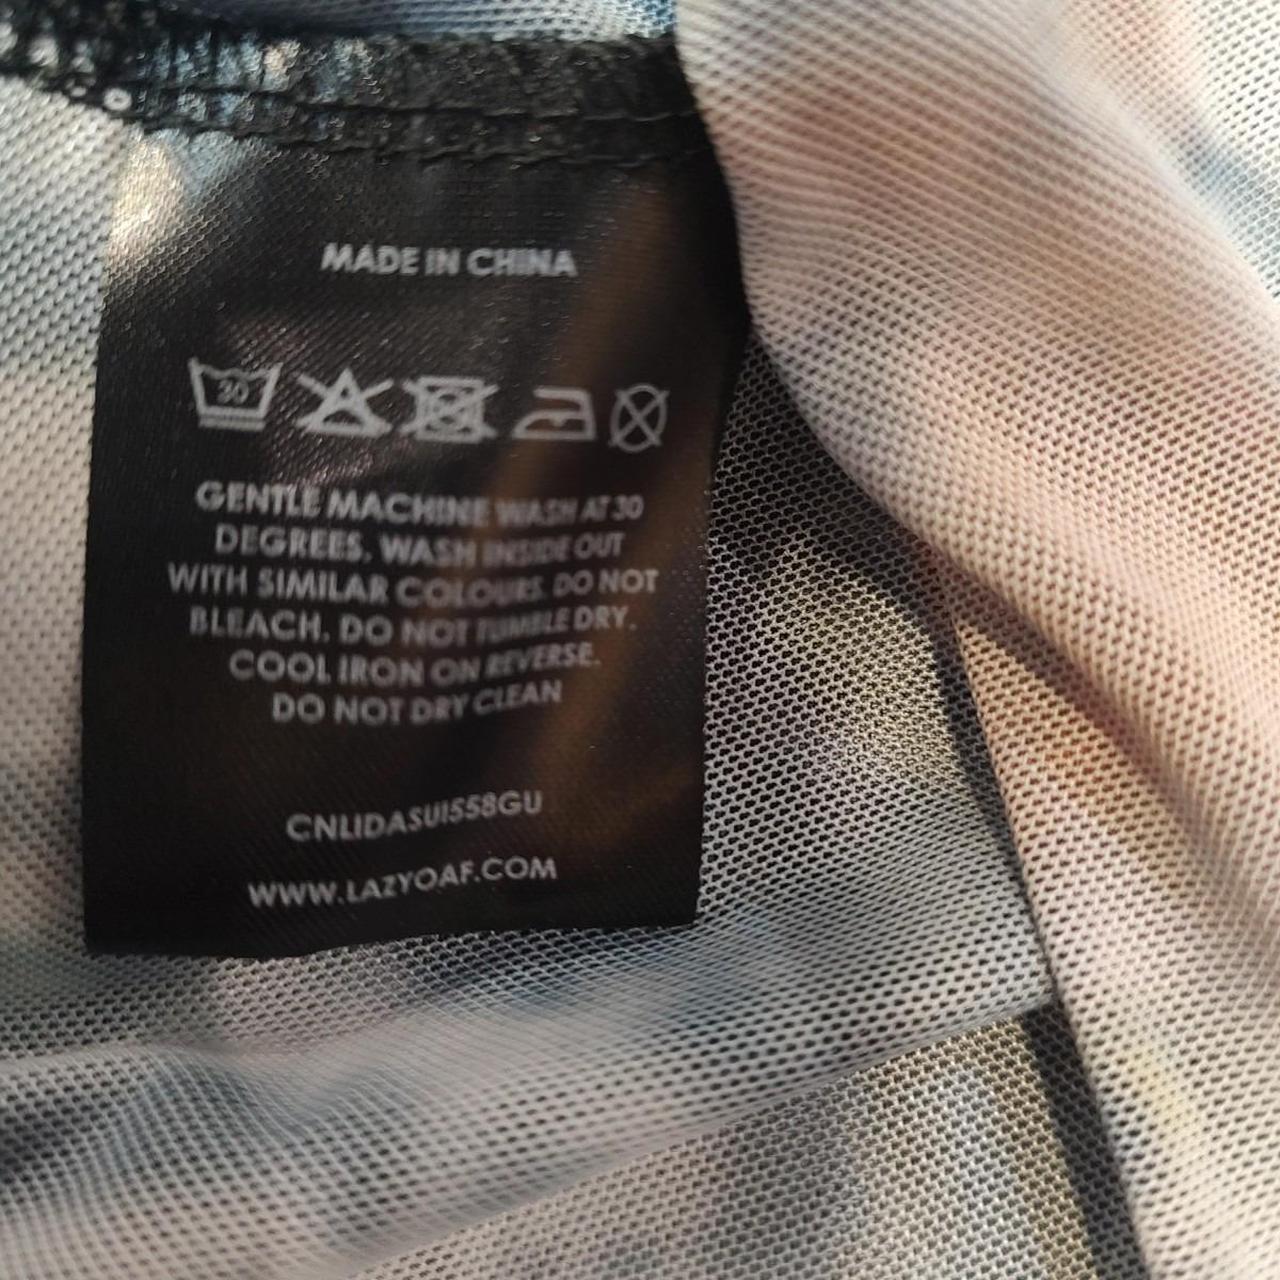 MADE IN CHINA
30
GENTLE MACHINE WASH AT 30
DEGREES. WASH INSIDE OUT
WITH SIMILAR COLOURS. DO NOT
BLEACH. DO NOT TUMBLE DRY.
COOL IRON ON REVERSE.
DO NOT DRY CLEAN
CNLIDASUI558GU
WWW.LAZYOAF.COM